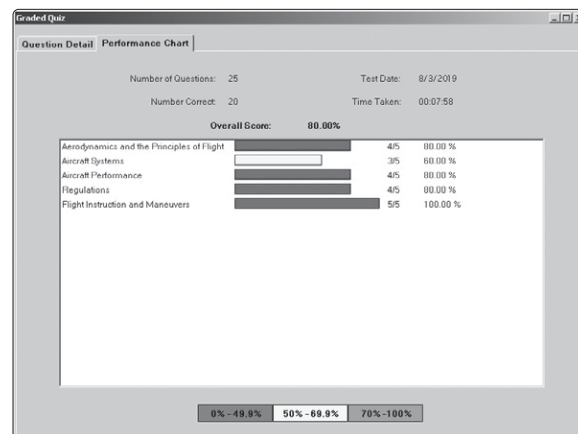 Graded Quiz
Question Detail Performance Chart
Number of Questions: 25 Test Date: 8/3/2019
Number Correct: 20 Time Taken: 00:07:58
Overall Score: 80.00%
Aerodynamics and the Principles of Flight 4/5 80.00 %
Aircraft Systems 3/5 60.00 %
Aircraft Performance 4/5 80.00 %
Regulations 4/5 80.00 %
Flight Instruction and Maneuvers 5/5 100.00 %
0% -49.9% 50% -69.9% 70% -100%